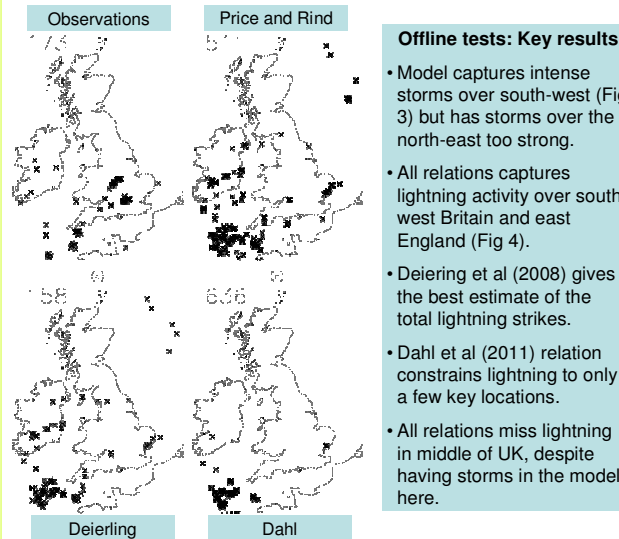 Observations
Price and Rind
Deierling
Dahl
Offline tests: Key results
• Model captures intense
storms over south-west (Fig
3) but has storms over the
north-east too strong.
• All relations captures
lightning activity over south
west Britain and east
England (Fig 4).
• Deiering et al (2008) gives
the best estimate of the
total lightning strikes.
• Dahl et al (2011) relation
constrains lightning to only
a few key locations.
• All relations miss lightning
in middle of UK, despite
having storms in the model
here.